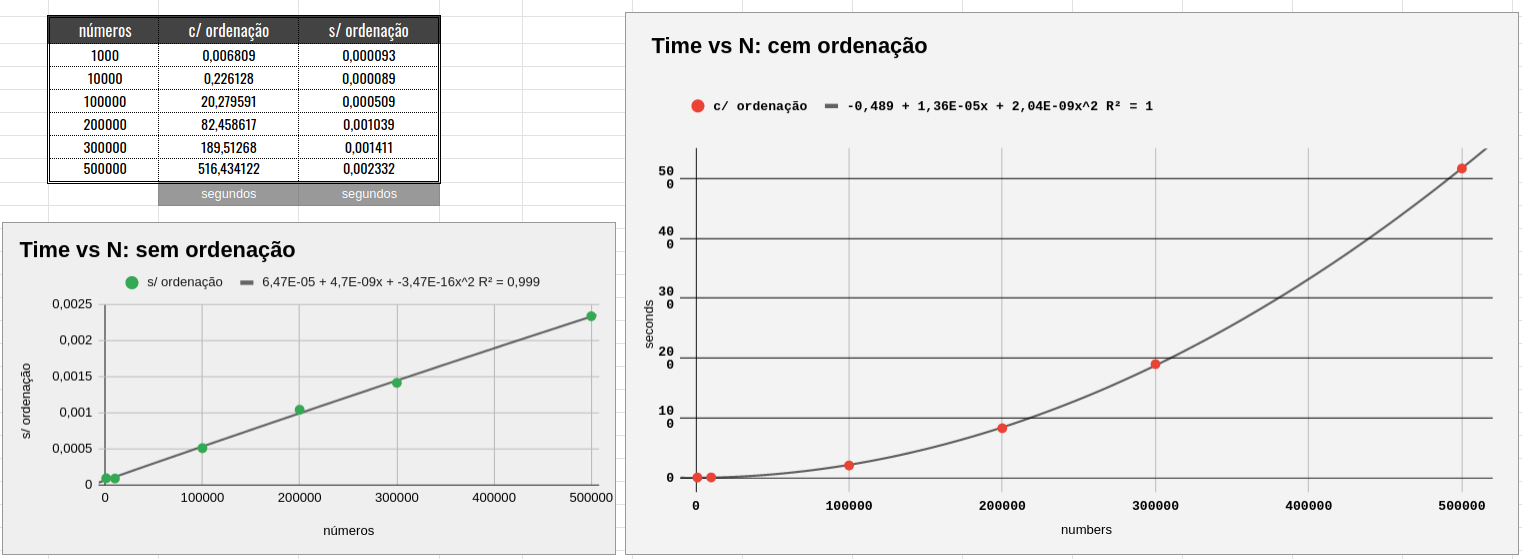 números c/ ordenação s/ ordenação
1000 0,006809 0,000093
10000 0,226128 0,000089
100000 20,279591 0,000509
200000 82,458617 0,001039
300000 189,51268 0,001411
500000 516,434122 0,002332
segundos segundos
Time vs N: sem ordenação
s/ ordenação 6,47E-05 + 4,7E-09x + -3,47E-16x^2 R² = 0,999
0,0025
0,002
0,0015
0,001
0,0005
0
s/ ordenação
0 100000 200000 300000 400000 500000
números
Time vs N: cem ordenação
c/ ordenação -0,489 + 1,36E-05x + 2,04E-09x^2 R² = 1
50
0
40
0
30
0
20
0
10
0
0
seconds
0 100000 200000 300000 400000 500000
numbers